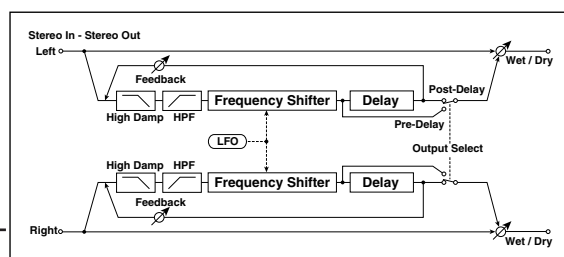 Stereo In - Stereo Out
Left
Wet / Dry
Feedback
Post-Delay
Frequency Shifter
Delay
High Damp
HPF
Pre-Delay
LFO
Output Select
High Damp
HPF
Frequency Shifter
Delay
Feedback
Right
Wet / Dry